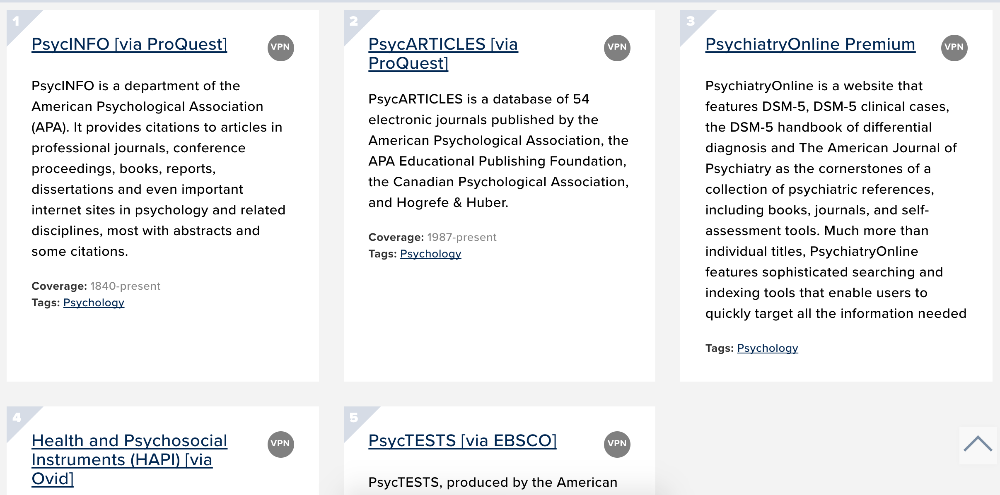 1
PsycINFO [via ProQuest]
VPN
PsycINFO is a department of the
American Psychological Association
(APA). It provides citations to articles in
professional journals, conference
proceedings, books, reports,
dissertations and even important
internet sites in psychology and related
disciplines, most with abstracts and
some citations.
Coverage: 1840-present
Tags: Psychology
2
PsycARTICLES [via
ProQuest]
VPN
PsycARTICLES is a database of 54
electronic journals published by the
American Psychological Association, the
APA Educational Publishing Foundation,
the Canadian Psychological Association,
and Hogrefe & Huber.
Coverage: 1987-present
Tags: Psychology
3
PsychiatryOnline Premium
VPN
PsychiatryOnline is a website that
features DSM-5, DSM-5 clinical cases,
the DSM-5 handbook of differential
diagnosis and The American Journal of
Psychiatry as the cornerstones of a
collection of psychiatric references,
including books, journals, and self-
assessment tools. Much more than
individual titles, PsychiatryOnline
features sophisticated searching and
indexing tools that enable users to
quickly target all the information needed
Tags: Psychology
4
Health and Psychosocial
Instruments (HAPI) [via
Ovid]
VPN
5
PsycTESTS [via EBSCO]
VPN
PsycTESTS, produced by the American